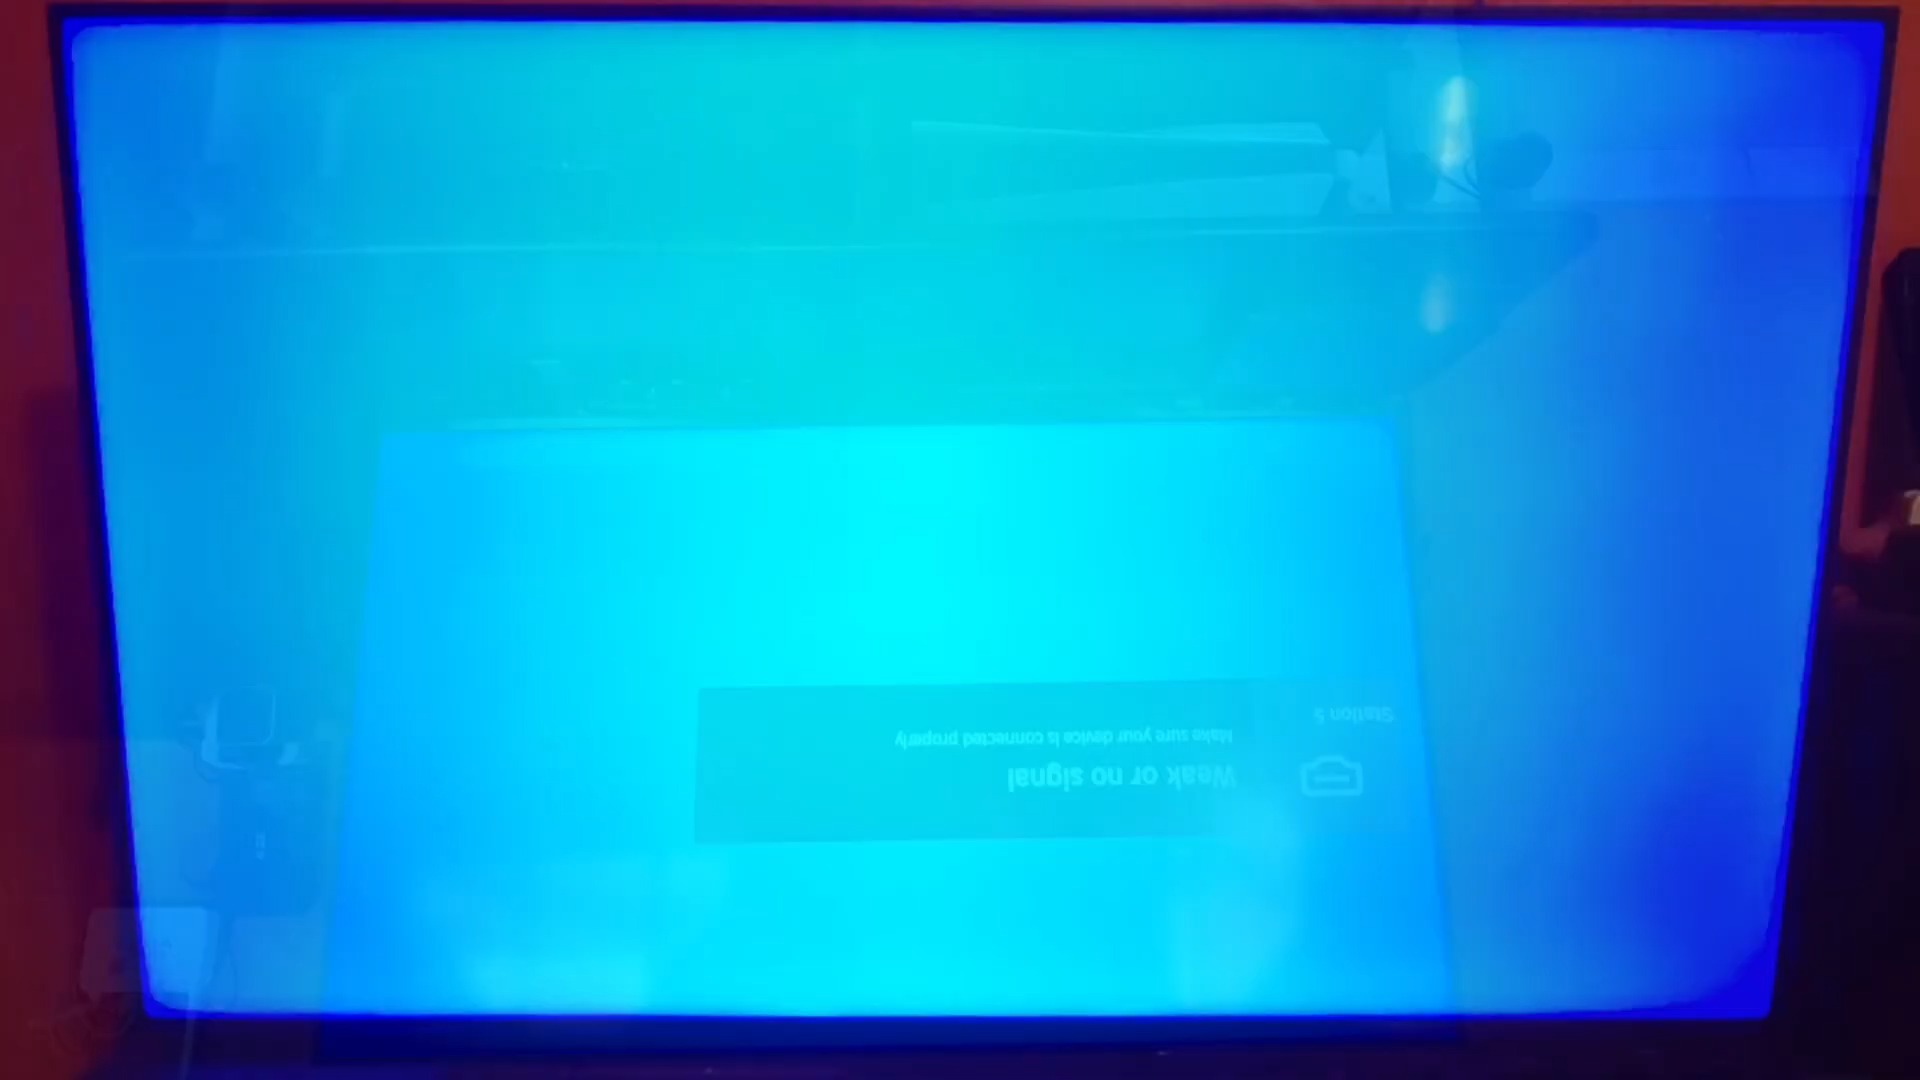 Weak or no signal
Make sure your device is connected properly
Station 5